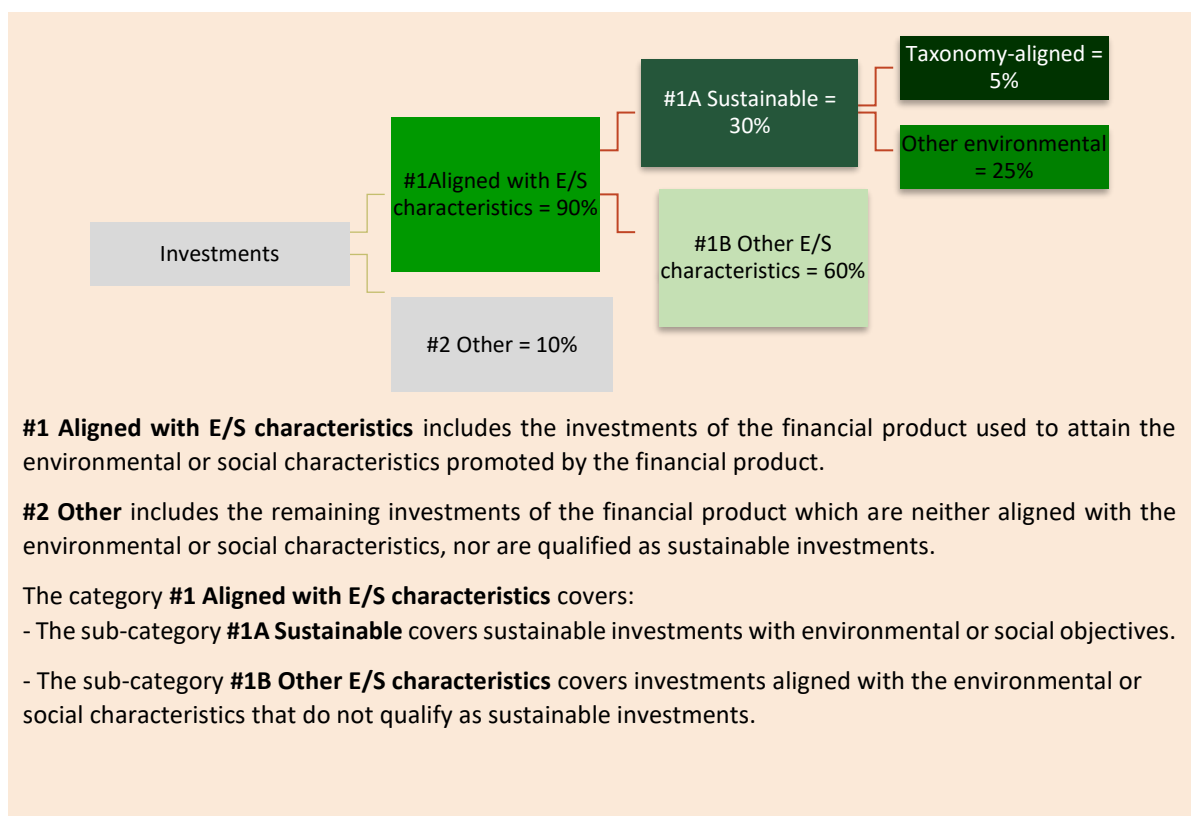 Taxonomy-aligned =
5%
#1A Sustainable =
30%
Other environmental
= 25%
#1Aligned with E/S
characteristics = 90%
Investments
#1B Other E/S
characteristics = 60%
#2 Other = 10%
#1 Aligned with E/S characteristics includes the investments of the financial product used to attain the
environmental or social characteristics promoted by the financial product.
#2 Other includes the remaining investments of the financial product which are neither aligned with the
environmental or social characteristics, nor are qualified as sustainable investments.
The category #1 Aligned with E/S characteristics covers:
- The sub-category #1A Sustainable covers sustainable investments with environmental or social objectives.
- The sub-category #1B Other E/S characteristics covers investments aligned with the environmental or
social characteristics that do not qualify as sustainable investments.